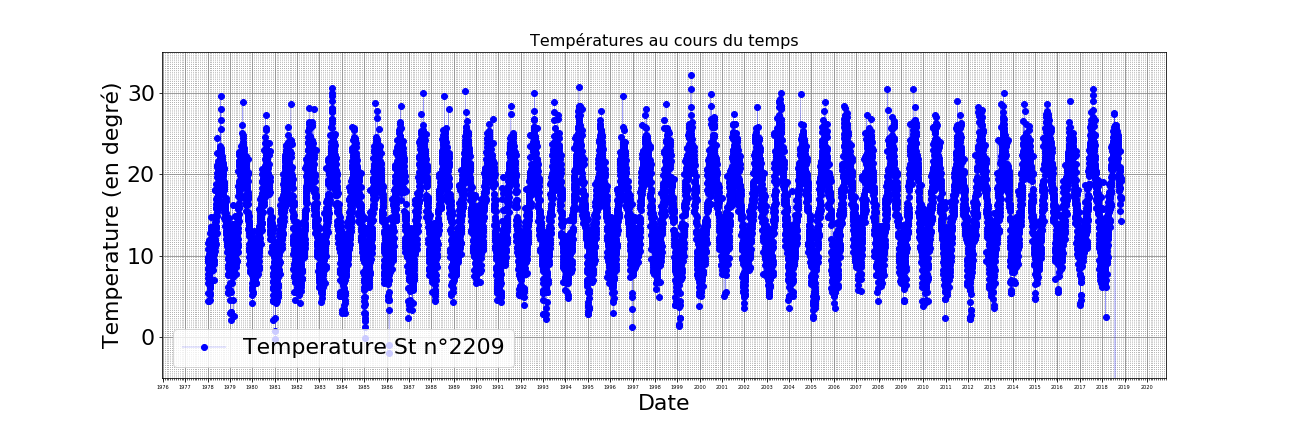 Températures au cours du temps
Temperature (en degré)
30
20
10
0
Temperature St n°2209
1976 1977 1978 1979 1980 1981 1982 1983 1984 1985 1986 1987 1988 1989 1990 1991 1992 1993 1994 1995 1996 1997 1998 1999 2000 2001 2002 2003 2004 2005 2006 2007 2008 2009 2010 2011 2012 2013 2014 2015 2016 2017 2018 2019 2020
Date